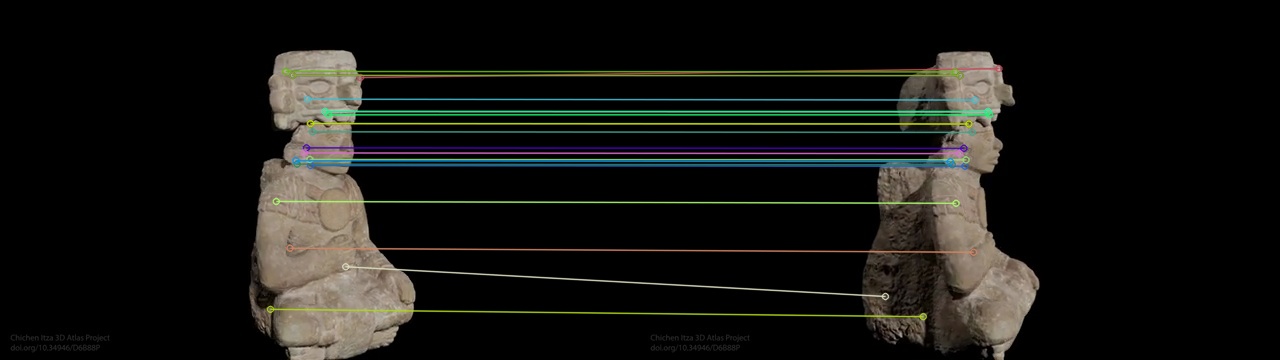 Chichen Itza 3D Atlas Project
doi.org/10.34946/D6B88P
Chichen Itza 3D Atlas Project
doi.org/10.34946/D6B88P